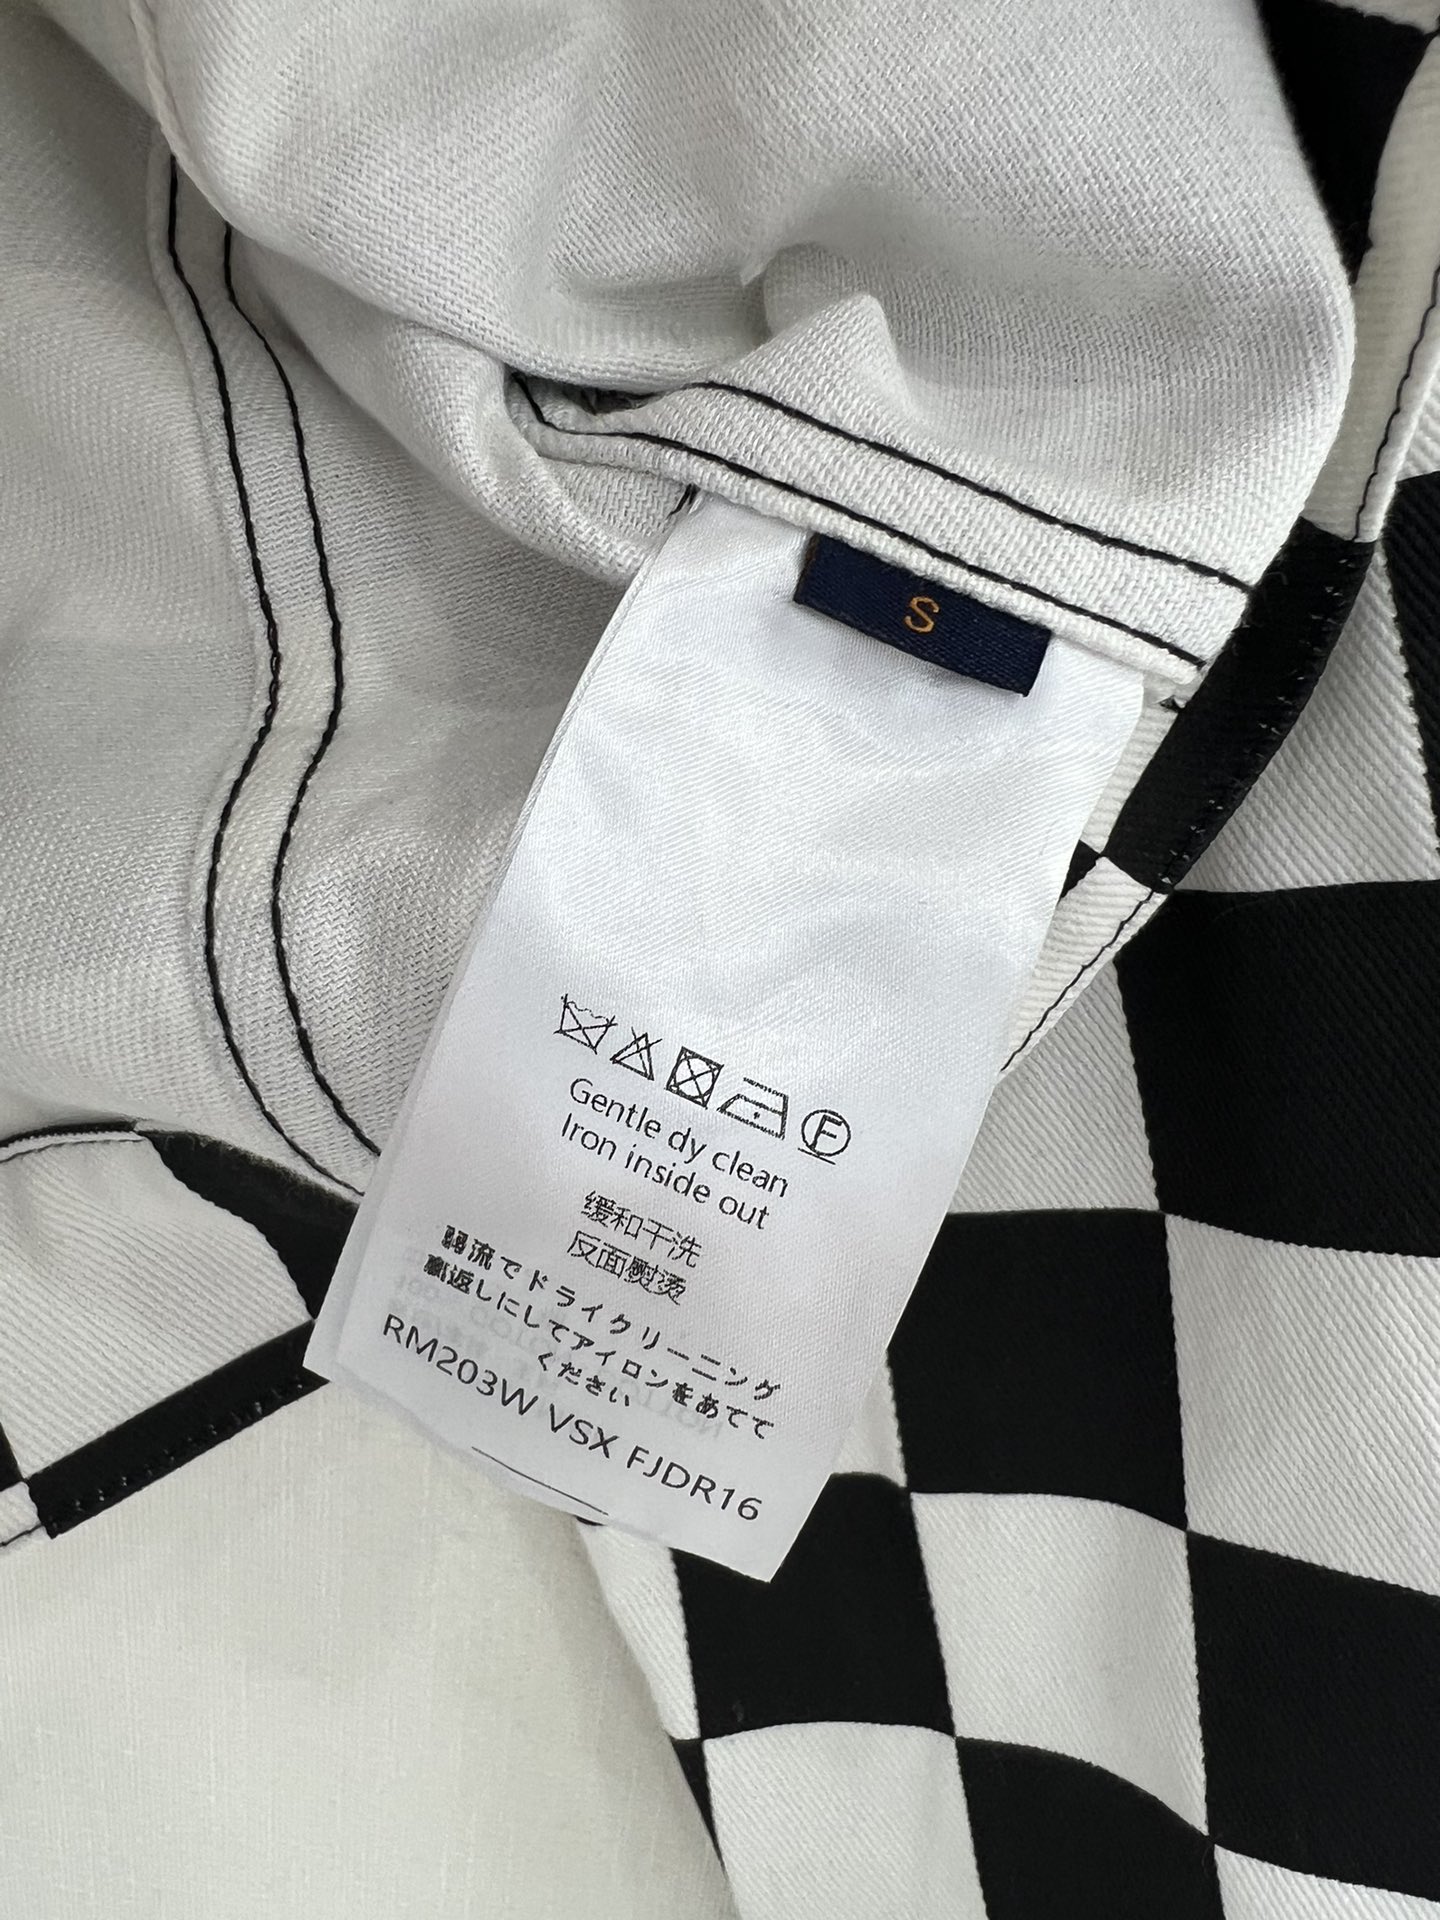 S
F
Gentle dy clean
Iron inside out
缓和干洗
反面熨烫
弱流でドライクリーニング
裏返しにしてアイロンをあてて
ください
RM203W VSX FJDR16